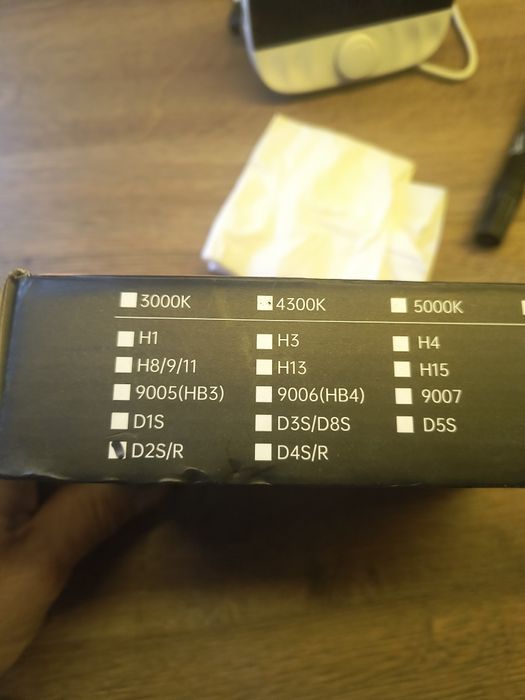 3000K 4300K 5000K
H1 H3 H4
H8/9/11 H13 H15
9005(HB3) 9006(HB4) 9007
D1S D3S/D8S D5S
D2S/R D4S/R